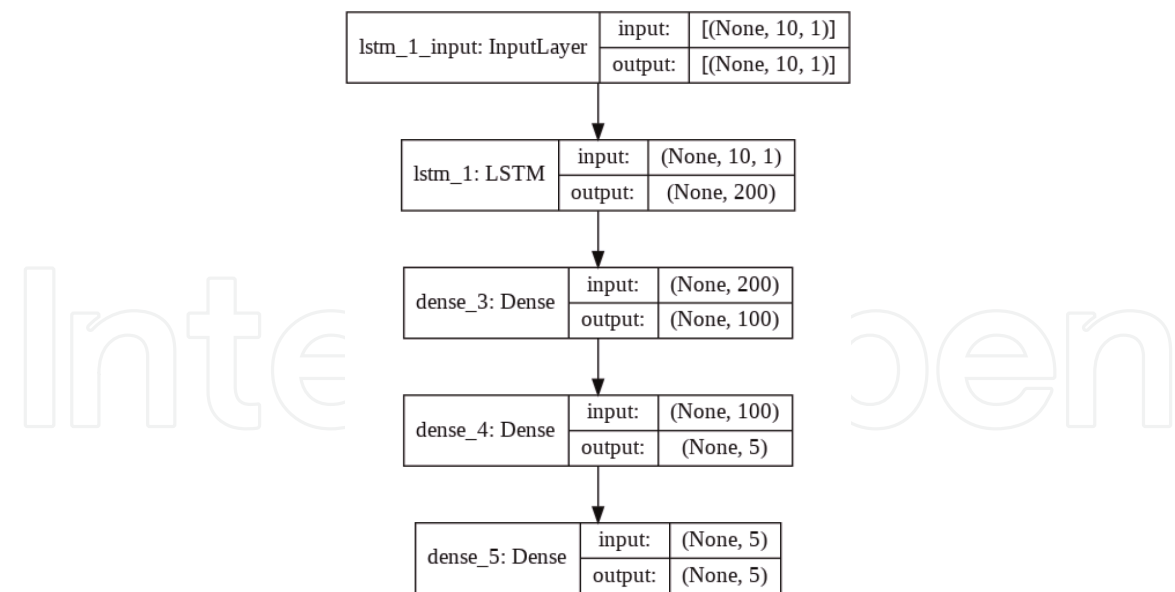 lstm_1_input: InputLayer input: [(None, 10, 1)]
output: [(None, 10, 1)]
lstm_1: LSTM input: (None, 10, 1)
output: (None, 200)
dense_3: Dense input: (None, 200)
output: (None, 100)
dense_4: Dense input: (None, 100)
output: (None, 5)
dense_5: Dense input: (None, 5)
output: (None, 5)